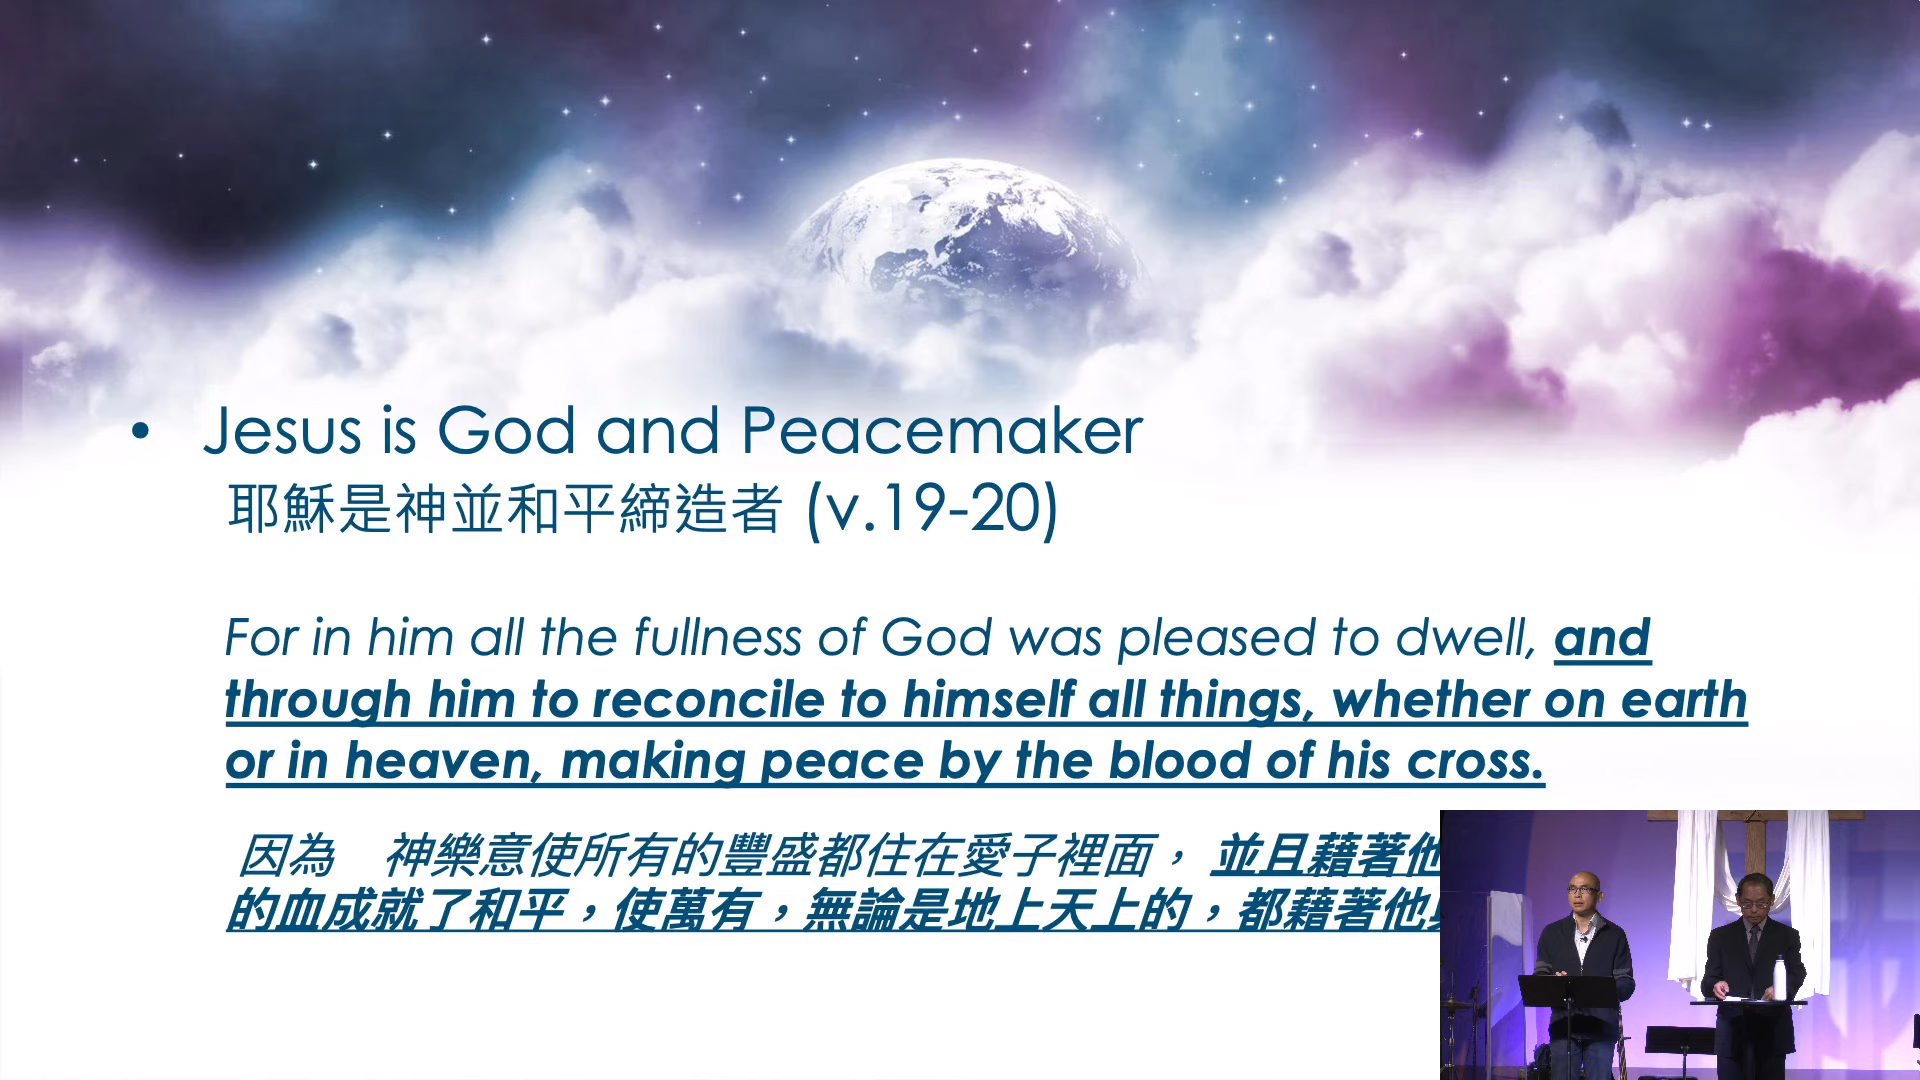 • Jesus is God and Peacemaker
耶穌是神並和平締造者 (v.19-20)
For in him all the fullness of God was pleased to dwell, and
through him to reconcile to himself all things, whether on earth
or in heaven, making peace by the blood of his cross.
因為　神樂意使所有的豐盛都住在愛子裡面，並且藉著他
的血成就了和平，使萬有，無論是地上天上的，都藉著他